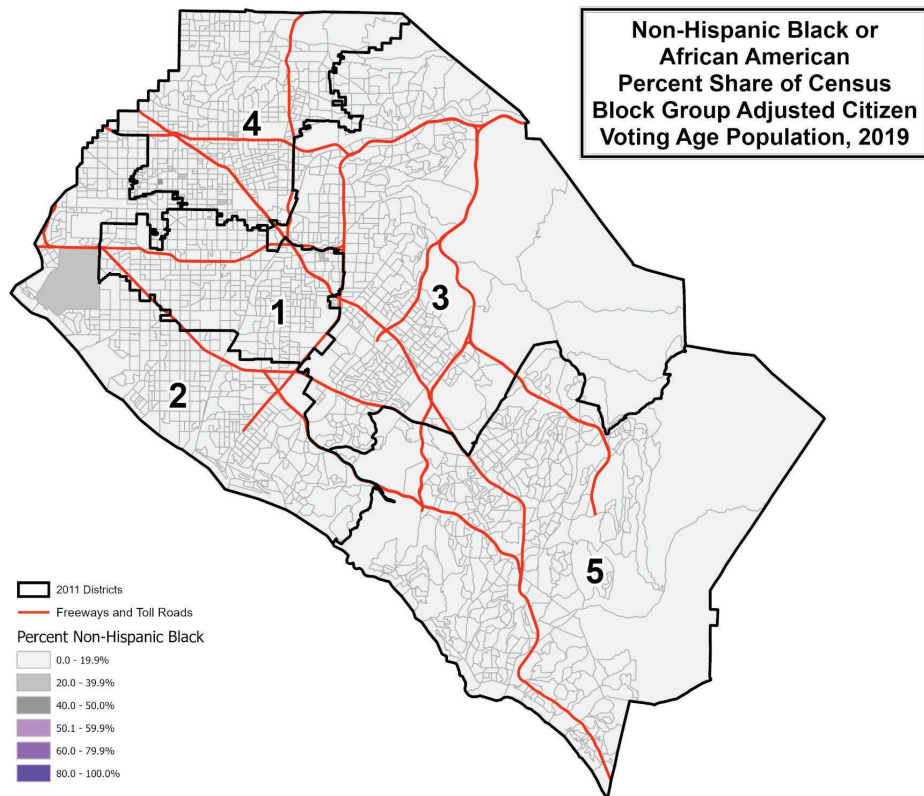 Non-Hispanic Black or
African American
Percent Share of Census
Block Group Adjusted Citizen
Voting Age Population, 2019
4
3
1
2
5
2011 Districts
Freeways and Toll Roads
Percent Non-Hispanic Black
0.0 - 19.9%
20.0 - 39.9%
40.0 - 50.0%
50.1 - 59.9%
60.0 - 79.9%
80.0 - 100.0%